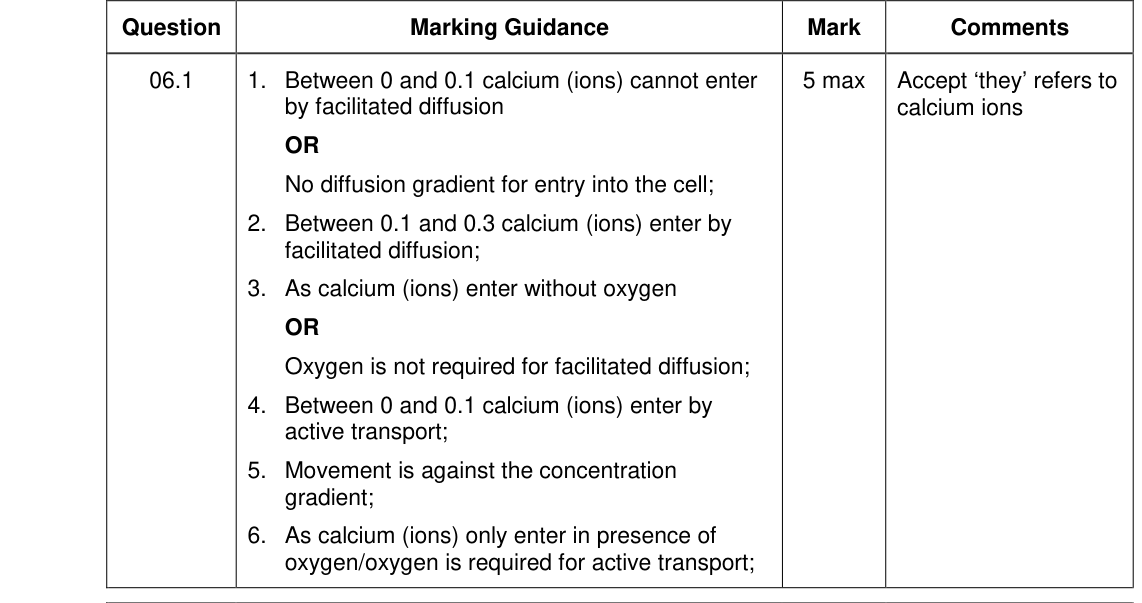 Question Marking Guidance Mark Comments
06.1 1. Between 0 and 0.1 calcium (ions) cannot enter 5 max Accept ‘they’ refers to
by facilitated diffusion calcium ions
OR
No diffusion gradient for entry into the cell;
2. Between 0.1 and 0.3 calcium (ions) enter by
facilitated diffusion;
3. As calcium (ions) enter without oxygen
OR
Oxygen is not required for facilitated diffusion;
4. Between 0 and 0.1 calcium (ions) enter by
active transport;
5. Movement is against the concentration
gradient;
6. As calcium (ions) only enter in presence of
oxygen/oxygen is required for active transport;